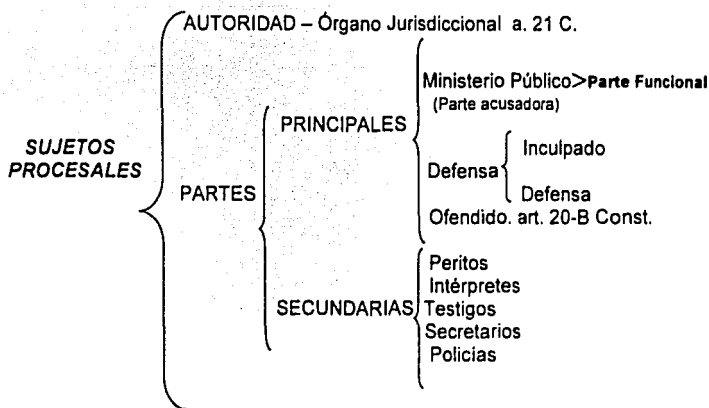 AUTORIDAD – Órgano Jurisdiccional a. 21 C.
SUJETOS
PROCESALES
PARTES
PRINCIPALES
Ministerio Público>Parte Funcional
(Parte acusadora)
Defensa
Inculpado
Defensa
Ofendido. art. 20-B Const.
SECUNDARIAS
Peritos
Intérpretes
Testigos
Secretarios
Policías